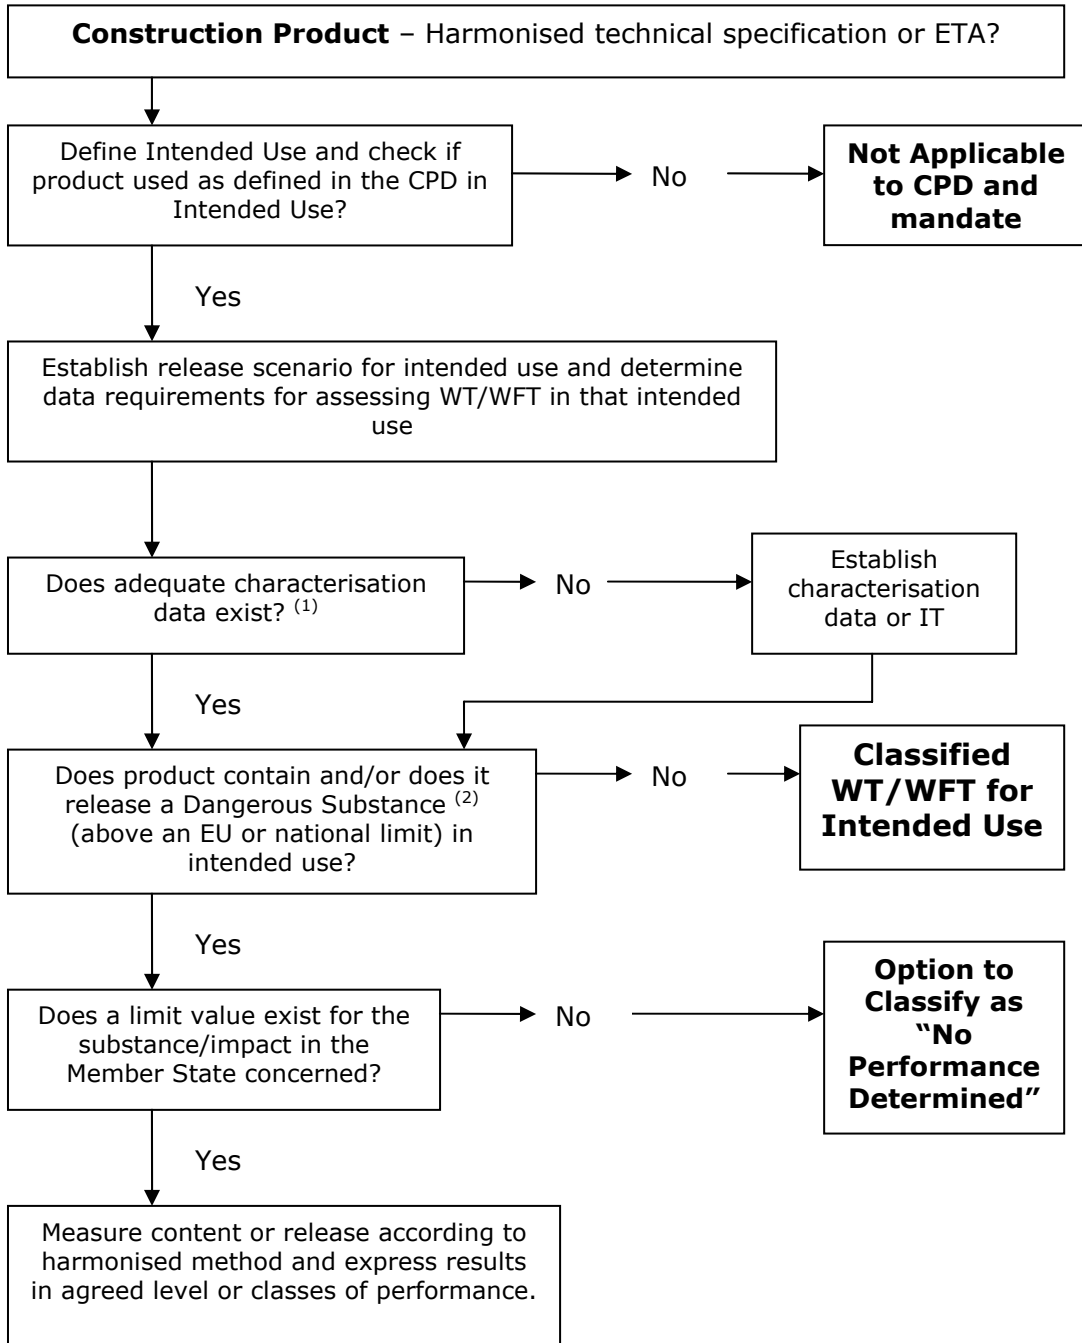 Construction Product – Harmonised technical specification or ETA?
Define Intended Use and check if
product used as defined in the CPD in
Intended Use?
No
Not Applicable
to CPD and
mandate
Yes
Establish release scenario for intended use and determine
data requirements for assessing WT/WFT in that intended
use
Does adequate characterisation
data exist? (1)
No
Establish
characterisation
data or IT
Yes
Does product contain and/or does it
release a Dangerous Substance (2)
(above an EU or national limit) in
intended use?
No
Classified
WT/WFT for
Intended Use
Yes
Does a limit value exist for the
substance/impact in the
Member State concerned?
No
Option to
Classify as
“No
Performance
Determined”
Yes
Measure content or release according to
harmonised method and express results
in agreed level or classes of performance.